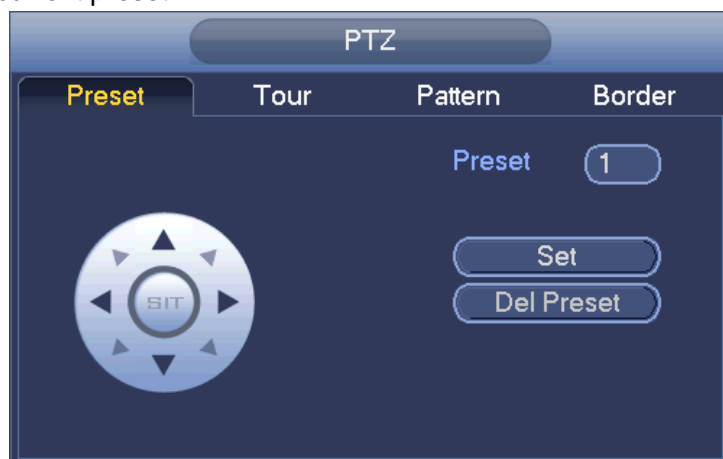 PTZ
Preset Tour Pattern Border
Preset 1
SIT
Set
Del Preset